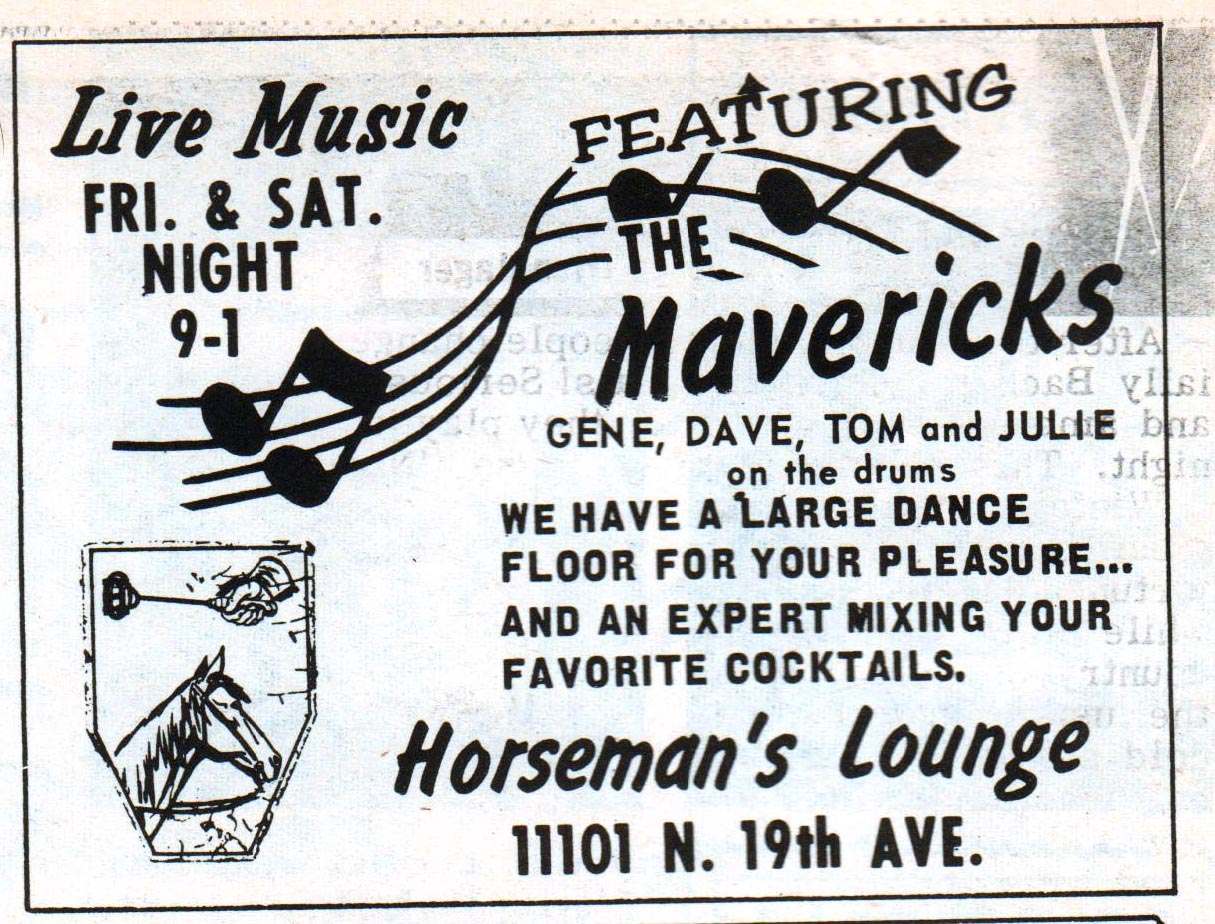 Live Music
FRI. & SAT.
NIGHT
9-1
FEATURING
THE
Mavericks
GENE, DAVE, TOM and JULIE
on the drums
WE HAVE A LARGE DANCE
FLOOR FOR YOUR PLEASURE...
AND AN EXPERT MIXING YOUR
FAVORITE COCKTAILS.
Horseman's Lounge
11101 N. 19th AVE.